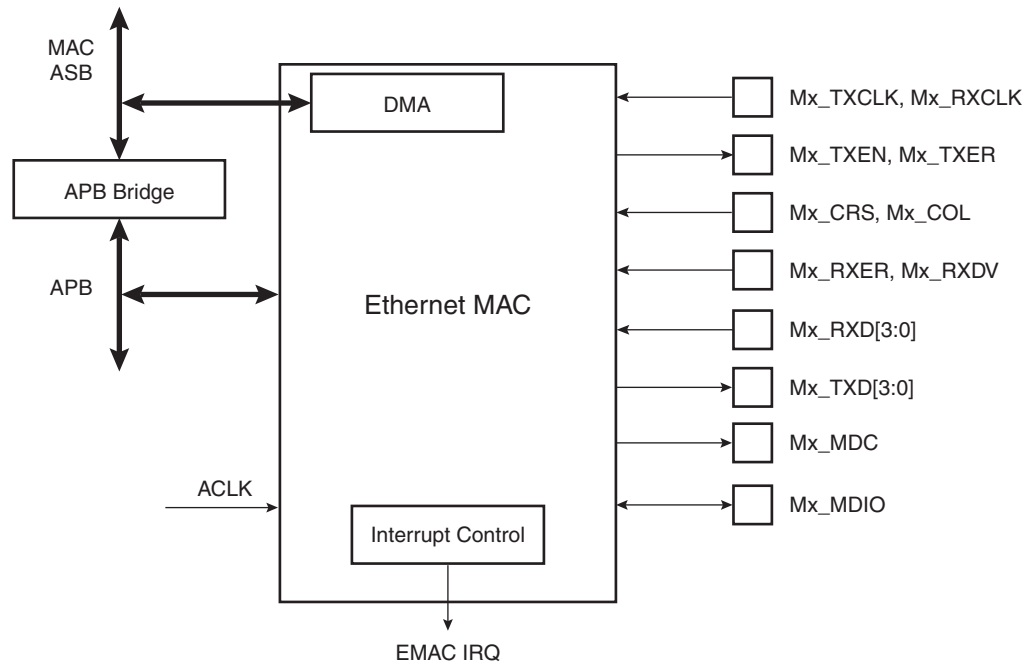 MAC
ASB
DMA
Mx_TXCLK, Mx_RXCLK
Mx_TXEN, Mx_TXER
APB Bridge
Mx_CRS, Mx_COL
Mx_RXER, Mx_RXDV
APB
Ethernet MAC
Mx_RXD[3:0]
Mx_TXD[3:0]
Mx_MDC
ACLK
Mx_MDIO
Interrupt Control
EMAC IRQ